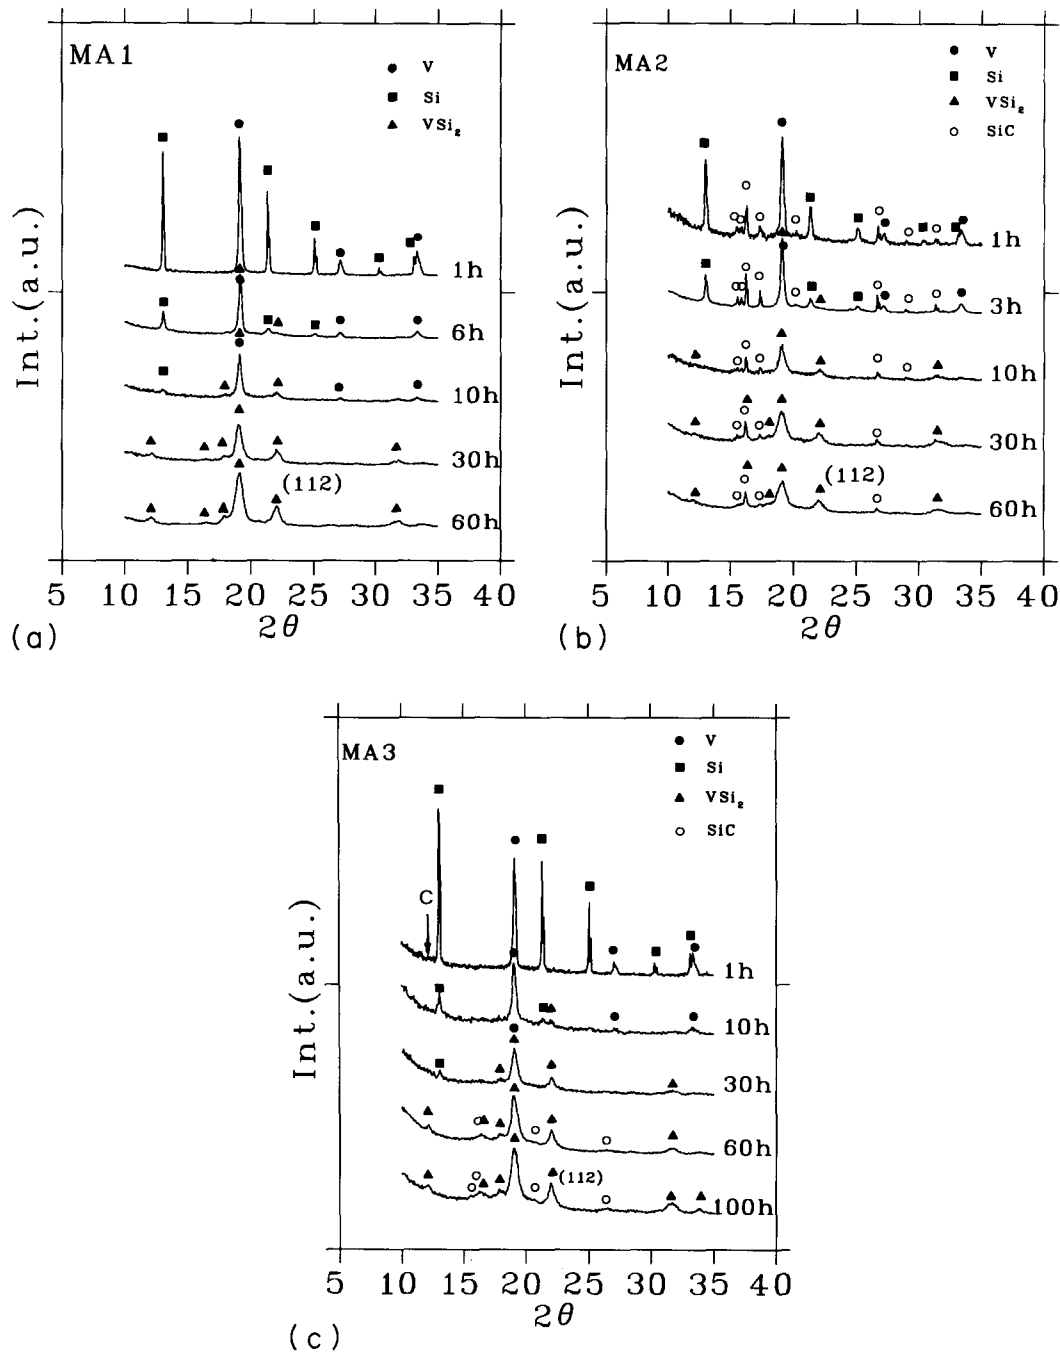 MA1
V
Si
VSi₂
Int.(a.u.)
1h
6h
10h
30h
(112)
60h
5 10 15 20 25 30 35 40
2θ
(a)
MA2
V
Si
VSi₂
SiC
Int.(a.u.)
1h
3h
10h
30h
(112)
60h
5 10 15 20 25 30 35 40
2θ
(b)
MA3
V
Si
VSi₂
SiC
C
Int.(a.u.)
1h
10h
30h
60h
(112)
100h
5 10 15 20 25 30 35 40
2θ
(c)